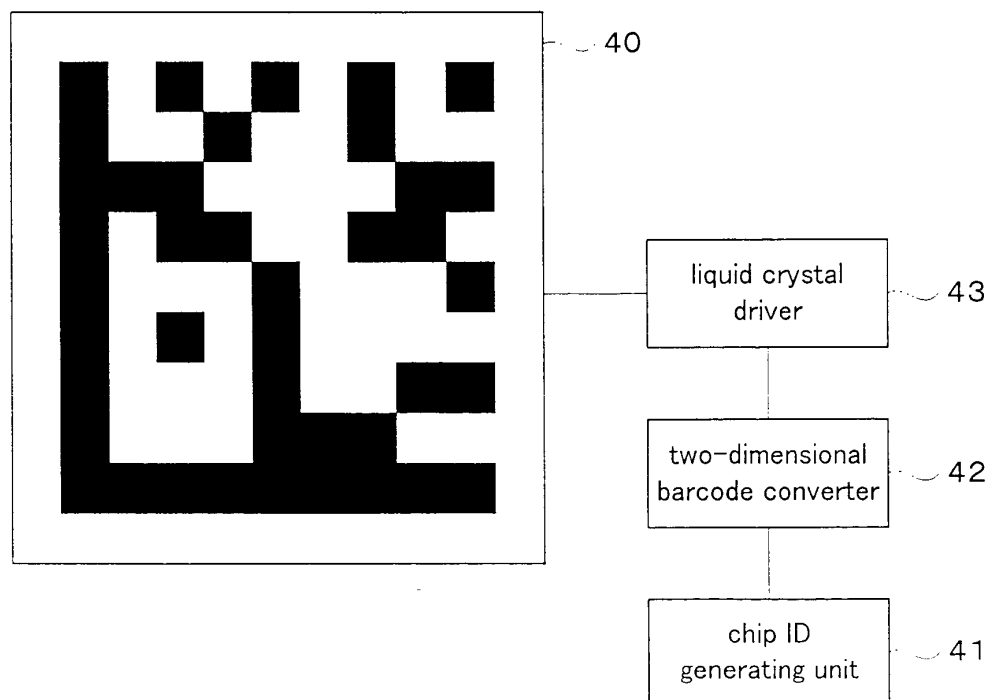 40
liquid crystal
driver
43
two-dimensional
barcode converter
42
chip ID
generating unit
41